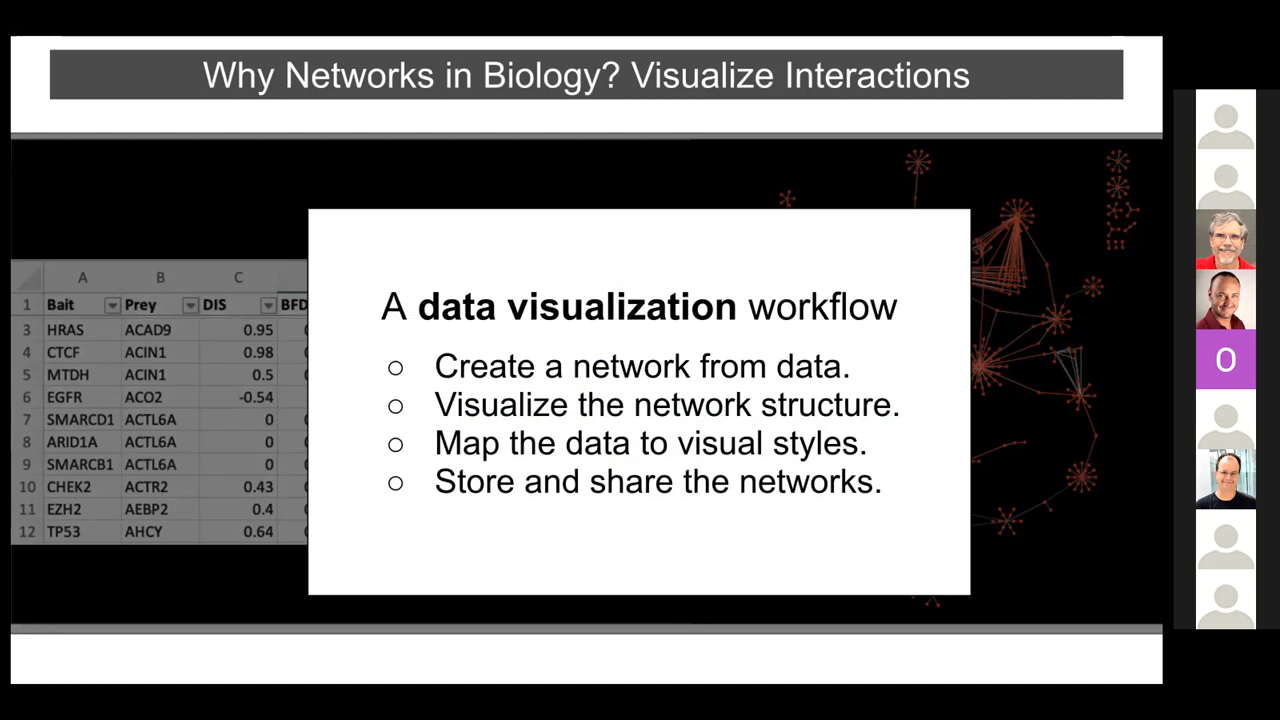 Why Networks in Biology? Visualize Interactions
A B C
1 Bait Prey DIS BFD
3 HRAS ACAD9 0.95
4 CTCF ACIN1 0.98
5 MTDH ACIN1 0.5
6 EGFR ACO2 -0.54
7 SMARCD1 ACTL6A 0
8 ARID1A ACTL6A 0
9 SMARCB1 ACTL6A 0
10 CHEK2 ACTR2 0.43
11 EZH2 AEBP2 0.4
12 TP53 AHCY 0.64
A data visualization workflow
○ Create a network from data.
○ Visualize the network structure.
○ Map the data to visual styles.
○ Store and share the networks.
O